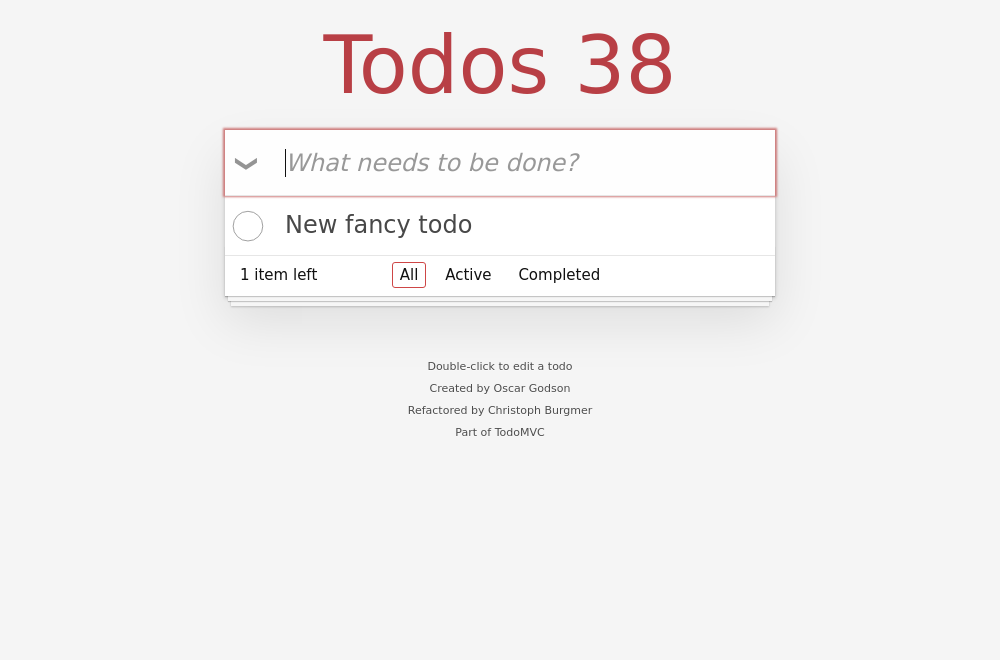 Todos 38
What needs to be done?
New fancy todo
1 item left All Active Completed
Double-click to edit a todo
Created by Oscar Godson
Refactored by Christoph Burgmer
Part of TodoMVC